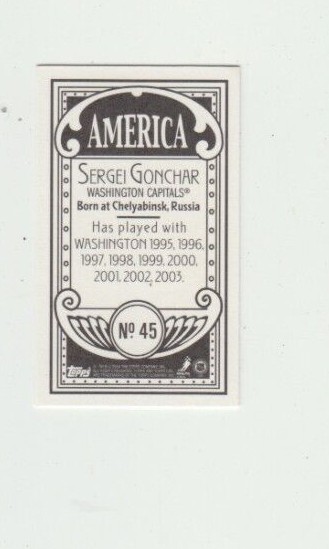 AMERICA
SERGEI GONCHAR
WASHINGTON CAPITALS®
Born at Chelyabinsk, Russia
Has played with
WASHINGTON 1995, 1996,
1997, 1998, 1999, 2000,
2001, 2002, 2003.
Nº 45
topps